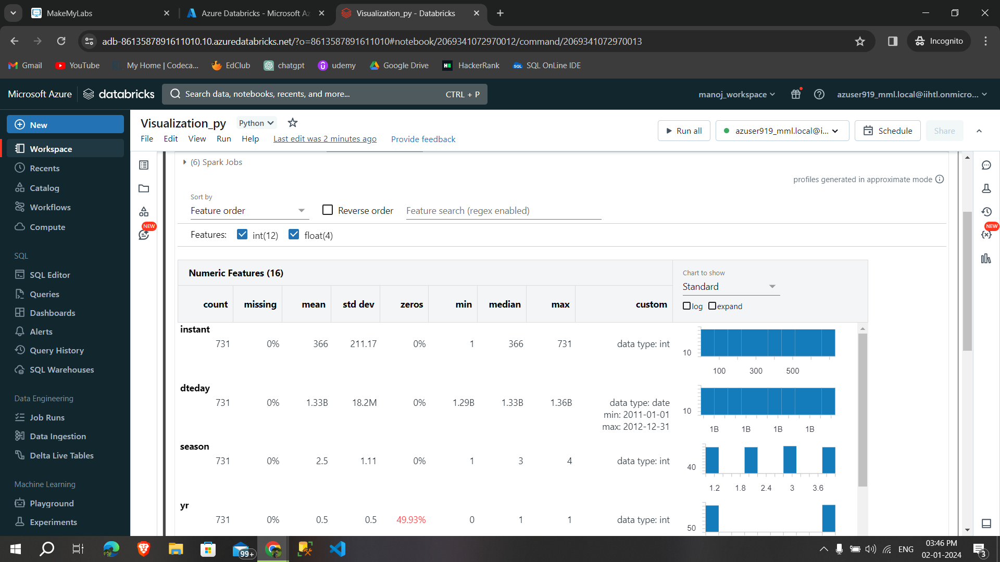 MakeMyLabs
Azure Databricks - Microsoft Az
Visualization_py - Databricks
adb-8613587891611010.10.azuredatabricks.net/?o=8613587891611010#notebook/2069341072970012/command/2069341072970013
Incognito
Gmail
YouTube
My Home | Codeca...
EdClub
chatgpt
udemy
Google Drive
HackerRank
SQL OnLine IDE
Microsoft Azure
databricks
Search data, notebooks, recents, and more...
CTRL + P
manoj_workspace
azuser919_mml.local@iihtl.onmicro...
New
Workspace
Recents
Catalog
Workflows
Compute
SQL
SQL Editor
Queries
Dashboards
Alerts
Query History
SQL Warehouses
Data Engineering
Job Runs
Data Ingestion
Delta Live Tables
Machine Learning
Playground
Experiments
Visualization_py
Python
File
Edit
View
Run
Help
Last edit was 2 minutes ago
Provide feedback
Run all
azuser919_mml.local@i...
Schedule
Share
NEW
NEW
(6) Spark Jobs
profiles generated in approximate mode
Sort by
Feature order
Reverse order
Feature search (regex enabled)
Features:
int(12)
float(4)
Numeric Features (16)
Chart to show
Standard
log
expand
count missing mean std dev zeros min median max custom
instant
731 0% 366 211.17 0% 1 366 731 data type: int
10
100 300 500
dteday
731 0% 1.33B 18.2M 0% 1.29B 1.33B 1.36B data type: date
min: 2011-01-01
max: 2012-12-31
10
1B 1B 1B 1B
season
731 0% 2.5 1.11 0% 1 3 4 data type: int
40
1.2 1.8 2.4 3 3.6
yr
731 0% 0.5 0.5 49.93% 0 1 1 data type: int
50
99+
ENG
03:46 PM
02-01-2024
3